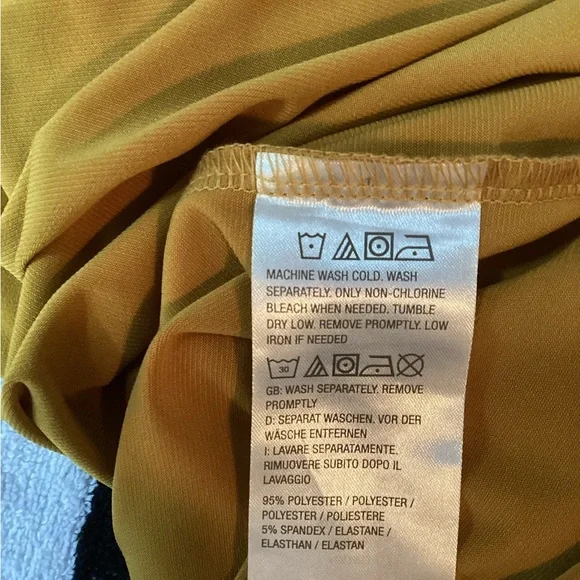 MACHINE WASH COLD. WASH
SEPARATELY. ONLY NON-CHLORINE
BLEACH WHEN NEEDED. TUMBLE
DRY LOW. REMOVE PROMPTLY. LOW
IRON IF NEEDED
30
GB: WASH SEPARATELY. REMOVE
PROMPTLY
D: SEPARAT WASCHEN. VOR DER
WÄSCHE ENTFERNEN
I: LAVARE SEPARATAMENTE.
RIMUOVERE SUBITO DOPO IL
LAVAGGIO
95% POLYESTER / POLYESTER /
POLYESTER / POLIESTERE
5% SPANDEX / ELASTANE /
ELASTHAN / ELASTAN